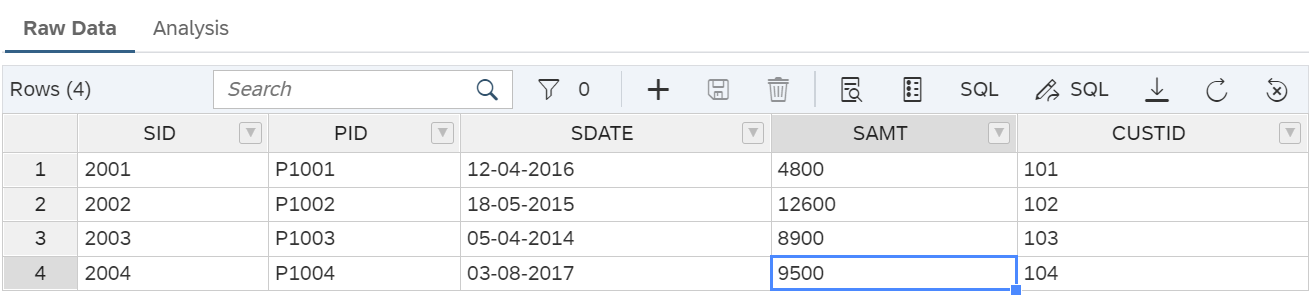 Raw Data Analysis
Rows (4) Search 0 SQL SQL
SID PID SDATE SAMT CUSTID
1 2001 P1001 12-04-2016 4800 101
2 2002 P1002 18-05-2015 12600 102
3 2003 P1003 05-04-2014 8900 103
4 2004 P1004 03-08-2017 9500 104